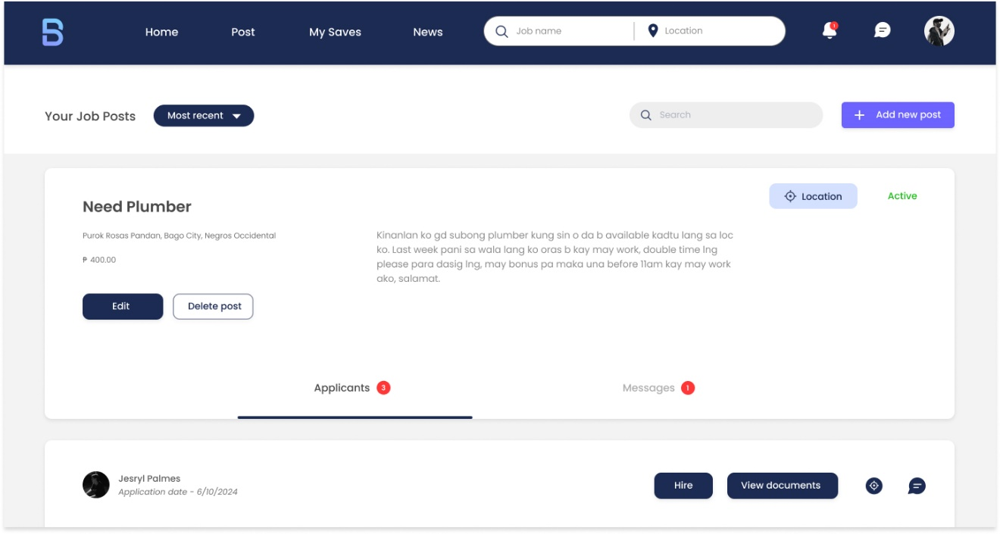 B
Home Post My Saves News Job name Location 1
Your Job Posts Most recent Search + Add new post
Need Plumber Location Active
Purok Rosas Pandan, Bago City, Negros Occidental
₱ 400.00
Kinanlan ko gd subong plumber kung sin o da b available kadtu lang sa loc
ko. Last week pani sa wala lang ko oras b kay may work, double time lng
please para dasig lng, may bonus pa maka una before 11am kay may work
ako, salamat.
Edit Delete post
Applicants 3 Messages 1
Jesryl Palmes
Application date - 6/10/2024
Hire View documents